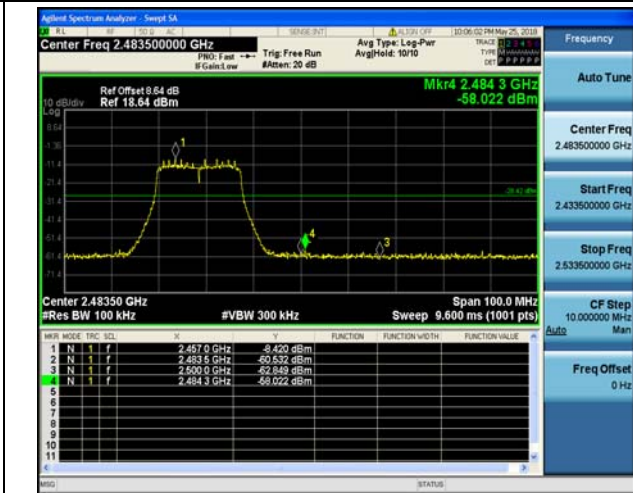 Agilent Spectrum Analyzer - Swept SA
RL RF 50 Ω AC SENSE:INT ALIGN OFF 10:06:02 PM May 25, 2018
Center Freq 2.483500000 GHz
PNO: Fast
IFGain:Low
Trig: Free Run
#Atten: 20 dB
Avg Type: Log-Pwr
Avg|Hold: 10/10
TRACE 1 2 3 4 5 6
TYPE
DET P P P P P P
Mkr4 2.484 3 GHz
-58.022 dBm
Ref Offset 8.64 dB
Ref 18.64 dBm
10 dB/div
Log
8.64
-1.36
-11.4
-21.4
-31.4
-41.4
-51.4
-61.4
-71.4
1
4
3
-28.42 dBm
Center 2.48350 GHz
Span 100.0 MHz
#Res BW 100 kHz
#VBW 300 kHz
Sweep 9.600 ms (1001 pts)
MKR MODE TRC SCL X Y FUNCTION FUNCTION WIDTH FUNCTION VALUE
1 N 1 f 2.457 0 GHz -8.420 dBm
2 N 1 f 2.483 5 GHz -60.532 dBm
3 N 1 f 2.500 0 GHz -62.849 dBm
4 N 1 f 2.484 3 GHz -58.022 dBm
5
6
7
8
9
10
11
MSG
STATUS
Frequency
Auto Tune
Center Freq
2.483500000 GHz
Start Freq
2.433500000 GHz
Stop Freq
2.533500000 GHz
CF Step
10.000000 MHz
Auto Man
Freq Offset
0 Hz